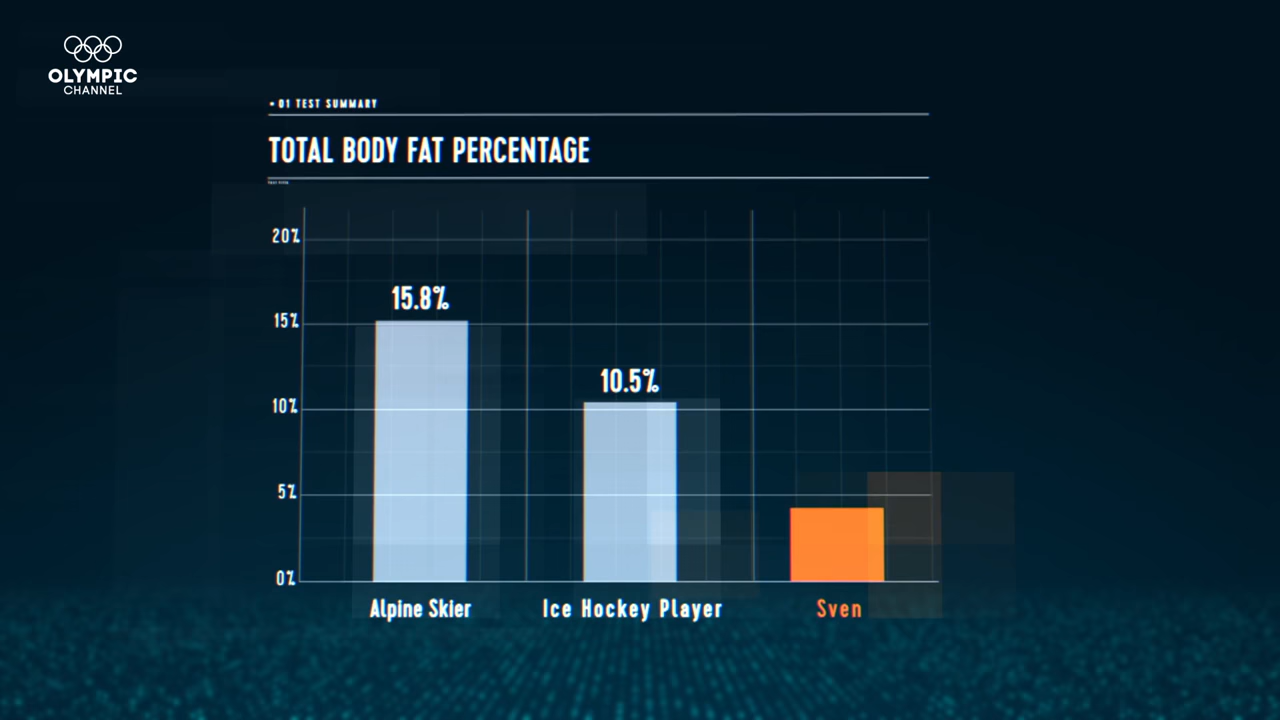 OLYMPIC
CHANNEL
01 TEST SUMMARY
TOTAL BODY FAT PERCENTAGE
20%
15.8%
15%
10.5%
10%
5%
0%
Alpine Skier Ice Hockey Player Sven